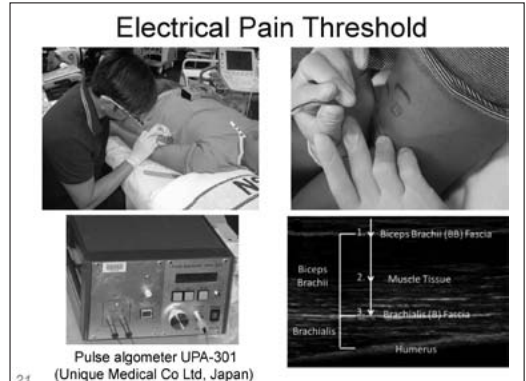 Electrical Pain Threshold
1. Biceps Brachii (BB) Fascia
Biceps
Brachii
2. Muscle Tissue
3. Brachialis (B) Fascia
Brachialis
Humerus
Pulse algometer UPA-301
(Unique Medical Co Ltd, Japan)
21